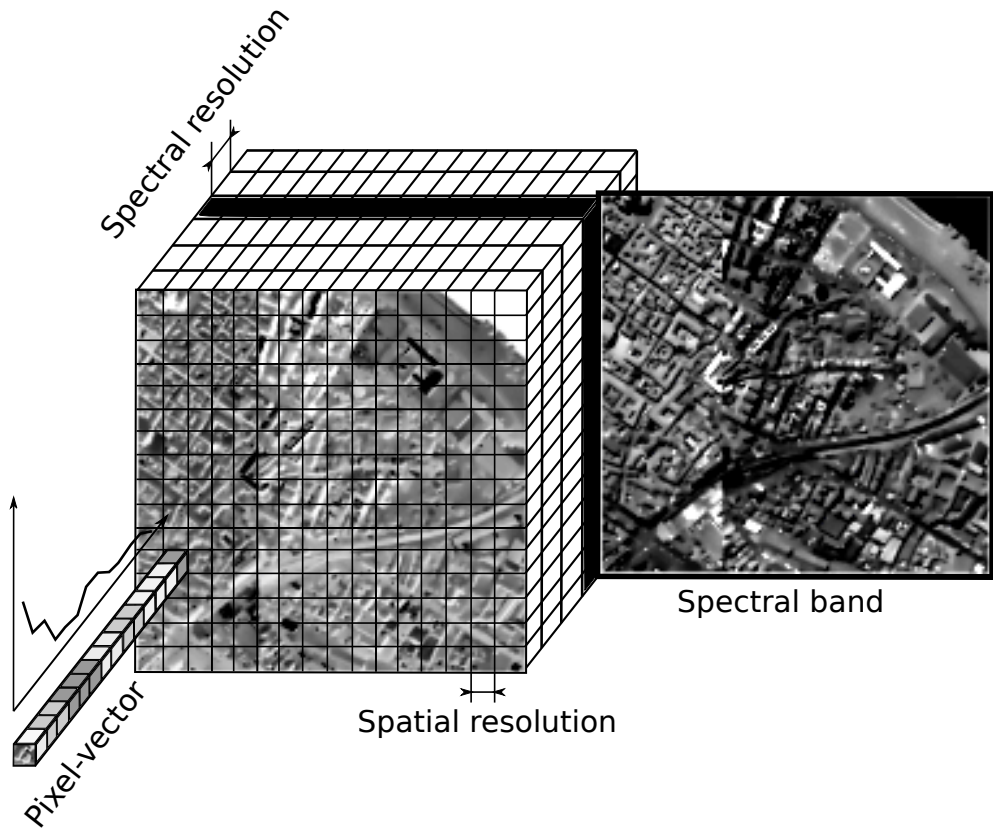 Spectral resolution
Spectral band
Spatial resolution
Pixel-vector